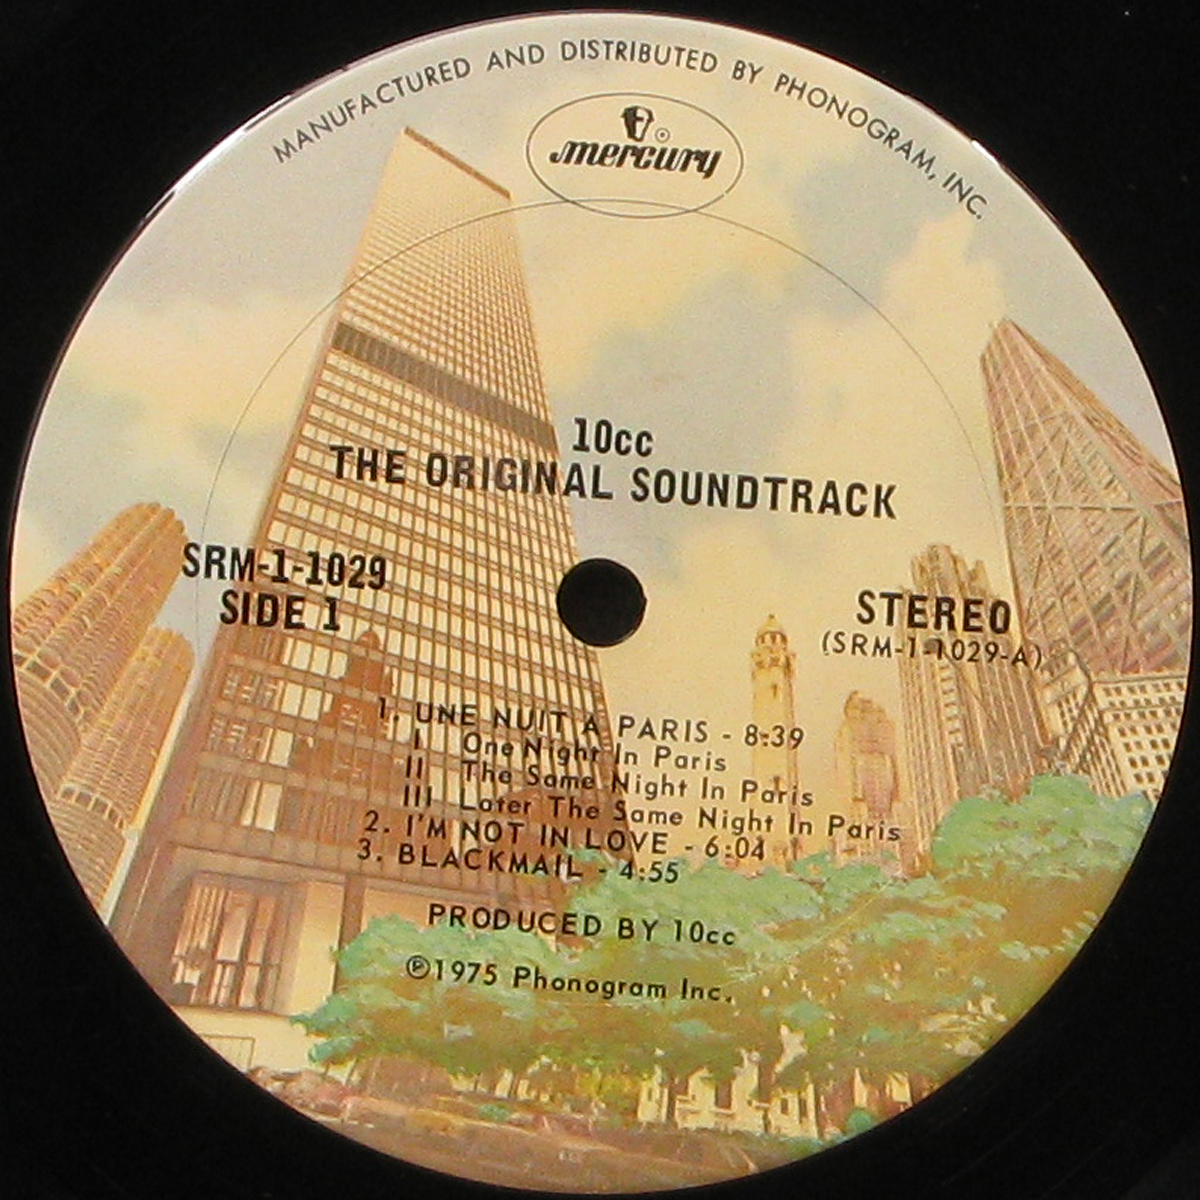 MANUFACTURED AND DISTRIBUTED BY PHONOGRAM, INC.
mercury ®
10cc
THE ORIGINAL SOUNDTRACK
SRM-1-1029
SIDE 1
STEREO
(SRM-1-1029-A)
1. UNE NUIT A PARIS - 8:39
I One Night In Paris
II The Same Night In Paris
III Later The Same Night In Paris
2. I'M NOT IN LOVE - 6:04
3. BLACKMAIL - 4:55
PRODUCED BY 10cc
℗1975 Phonogram Inc.